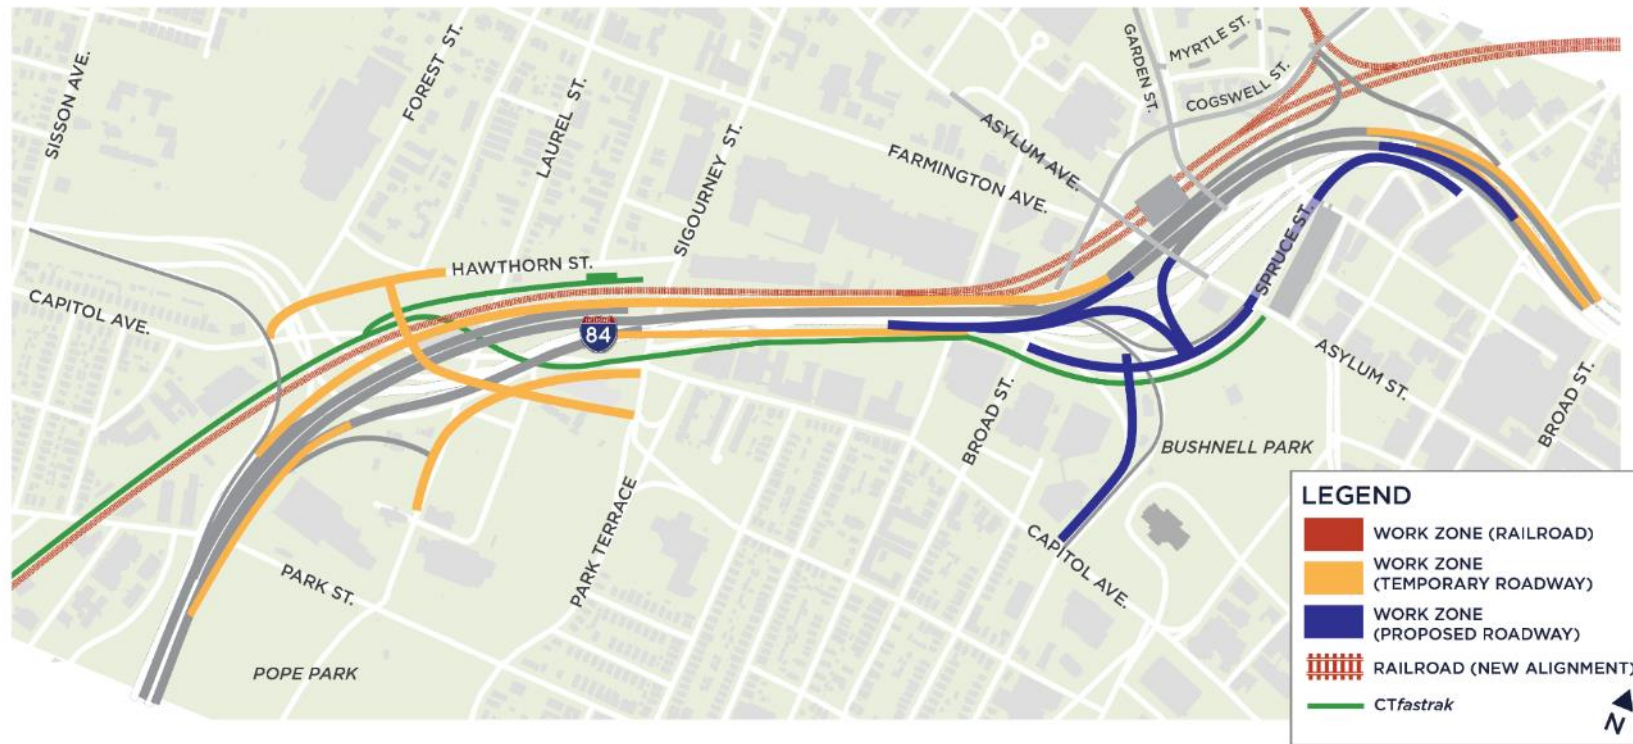 SISSON AVE.
FOREST ST.
LAUREL ST.
SIGOURNEY ST.
GARDEN ST.
MYRTLE ST.
COGSWELL ST.
ASYLUM AVE.
FARMINGTON AVE.
HAWTHORN ST.
CAPITOL AVE.
84
SPRUCE ST.
ASYLUM ST.
BROAD ST.
BROAD ST.
BUSHNELL PARK
CAPITOL AVE.
PARK TERRACE
PARK ST.
POPE PARK
LEGEND
WORK ZONE (RAILROAD)
WORK ZONE
(TEMPORARY ROADWAY)
WORK ZONE
(PROPOSED ROADWAY)
RAILROAD (NEW ALIGNMENT)
CTfastrak
N